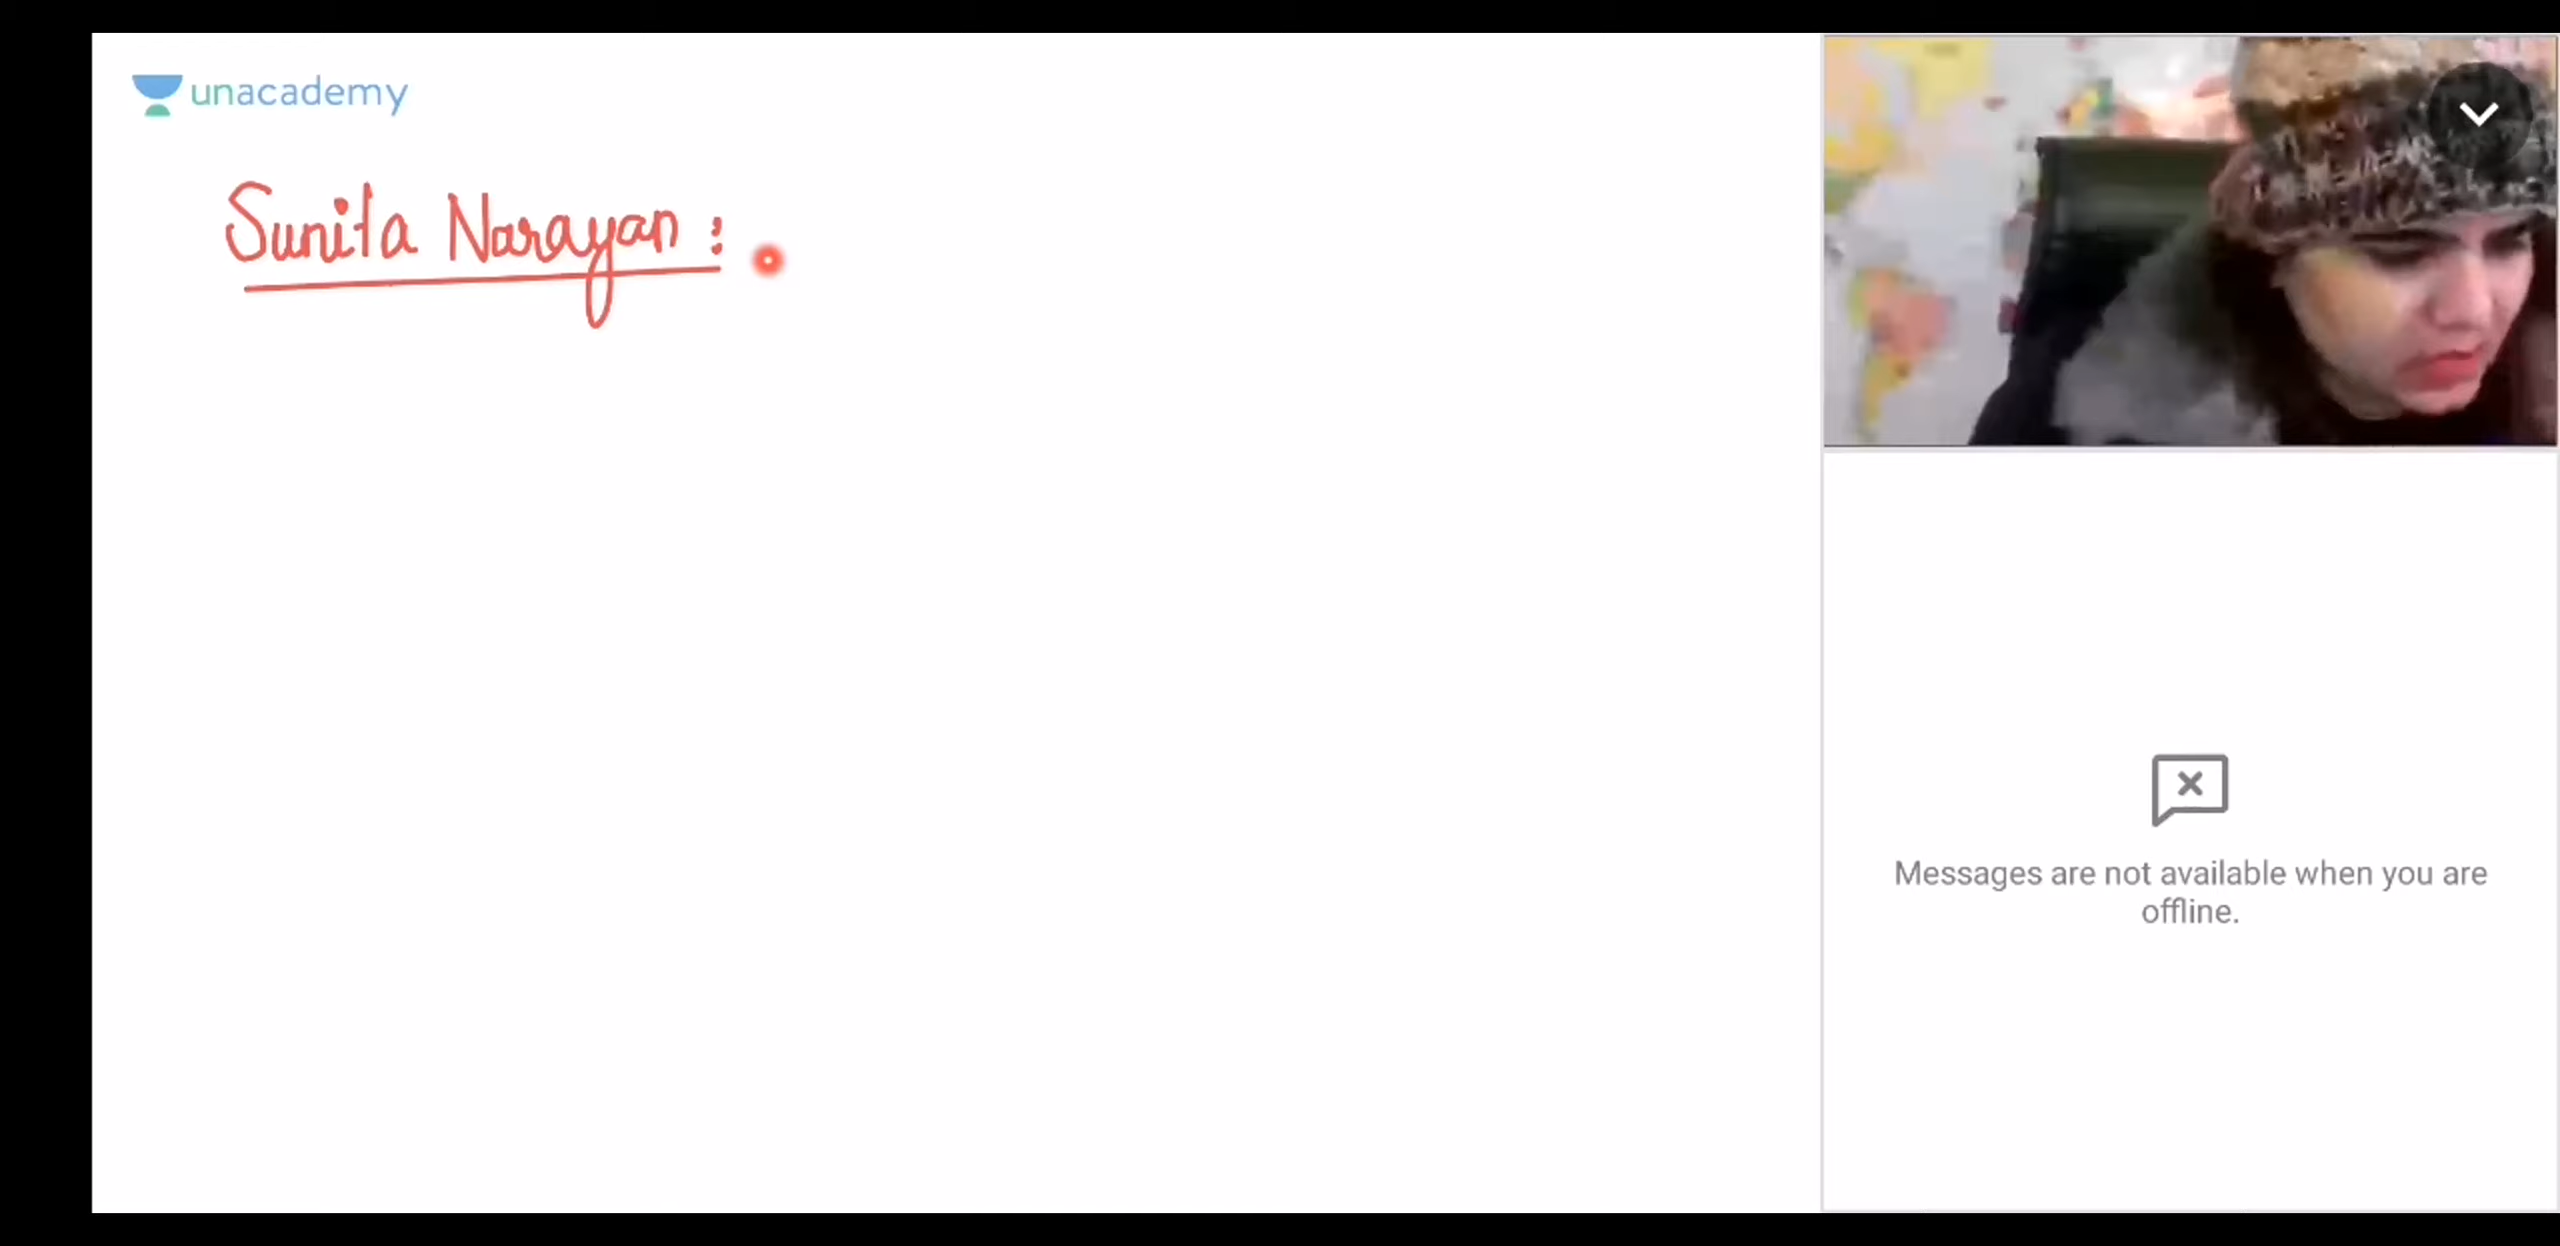 unacademy
Sunita Narayan :
Messages are not available when you are
offline.